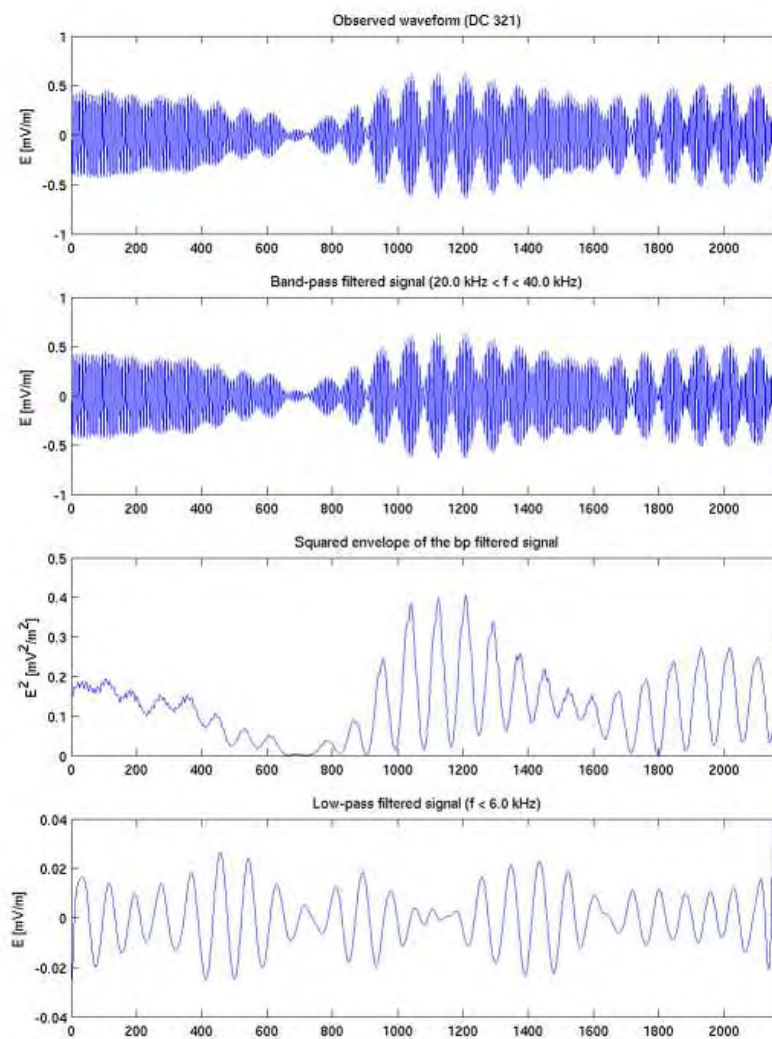 Observed waveform (DC 321)
1
0.5
0
-0.5
-1
E [mV/m]
0 200 400 600 800 1000 1200 1400 1600 1800 2000
Band-pass filtered signal (20.0 kHz < f < 40.0 kHz)
1
0.5
0
-0.5
-1
E [mV/m]
0 200 400 600 800 1000 1200 1400 1600 1800 2000
Squared envelope of the bp filtered signal
0.5
0.4
0.3
0.2
0.1
0
E² [mV²/m²]
0 200 400 600 800 1000 1200 1400 1600 1800 2000
Low-pass filtered signal (f < 6.0 kHz)
0.04
0.02
0
-0.02
-0.04
E [mV/m]
0 200 400 600 800 1000 1200 1400 1600 1800 2000